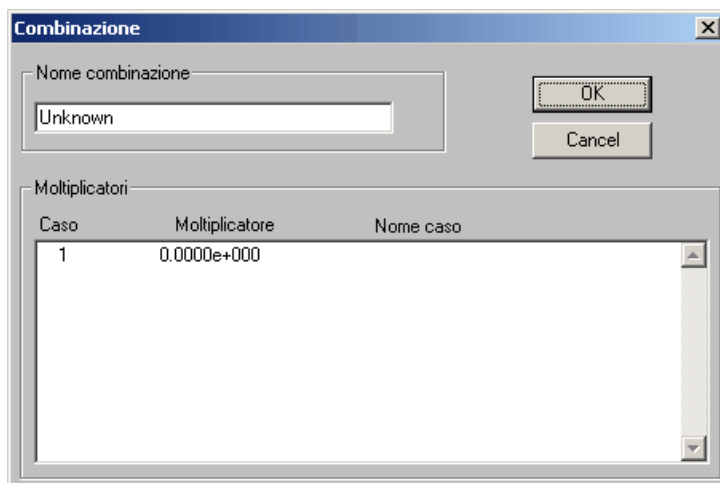 Combinazione
Nome combinazione
Unknown
OK
Cancel
Moltiplicatori
Caso Moltiplicatore Nome caso
1 0.0000e+000